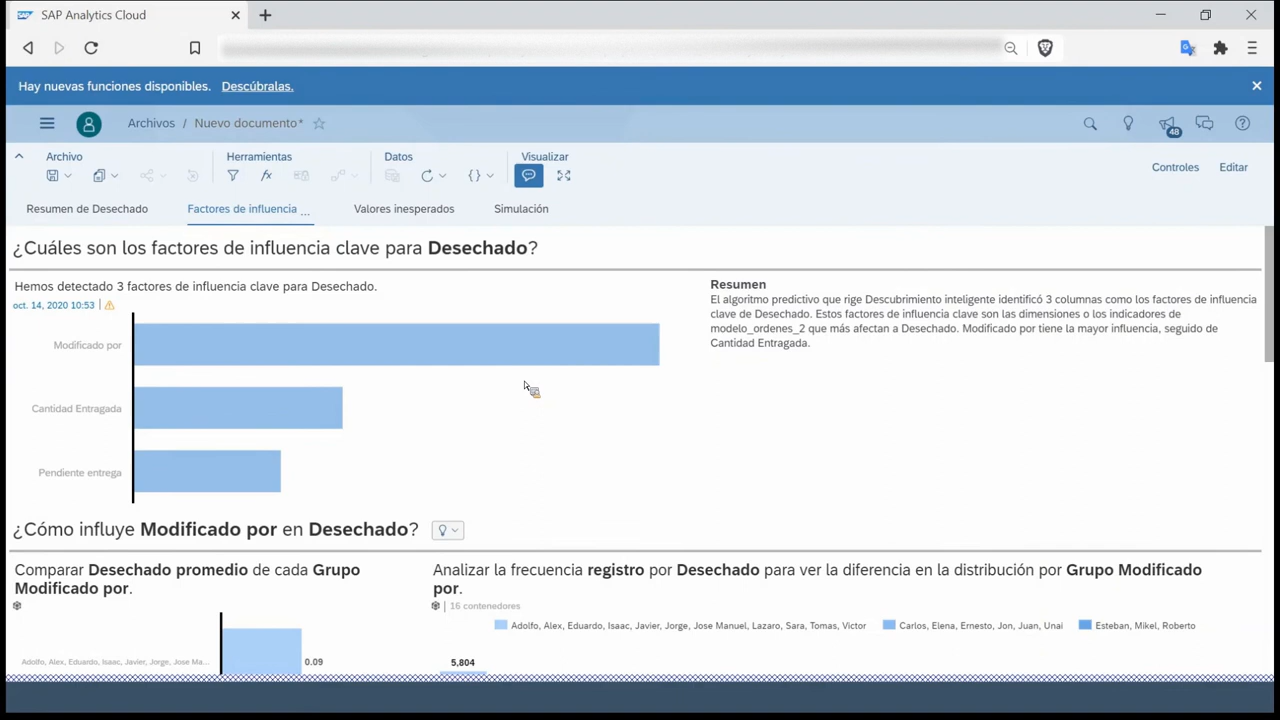 SAP Analytics Cloud
Hay nuevas funciones disponibles. Descúbralas.
Archivos / Nuevo documento*
48
Archivo
Herramientas
Datos
Visualizar
Controles
Editar
Resumen de Desechado
Factores de influencia ...
Valores inesperados
Simulación
¿Cuáles son los factores de influencia clave para Desechado?
Hemos detectado 3 factores de influencia clave para Desechado.
oct. 14, 2020 10:53
Modificado por
Cantidad Entragada
Pendiente entrega
Resumen
El algoritmo predictivo que rige Descubrimiento inteligente identificó 3 columnas como los factores de influencia
clave de Desechado. Estos factores de influencia clave son las dimensiones o los indicadores de
modelo_ordenes_2 que más afectan a Desechado. Modificado por tiene la mayor influencia, seguido de
Cantidad Entragada.
¿Cómo influye Modificado por en Desechado?
Comparar Desechado promedio de cada Grupo
Modificado por.
Adolfo, Alex, Eduardo, Isaac, Javier, Jorge, Jose Ma...
0.09
Analizar la frecuencia registro por Desechado para ver la diferencia en la distribución por Grupo Modificado
por.
16 contenedores
Adolfo, Alex, Eduardo, Isaac, Javier, Jorge, Jose Manuel, Lazaro, Sara, Tomas, Victor
Carlos, Elena, Ernesto, Jon, Juan, Unai
Esteban, Mikel, Roberto
5,804